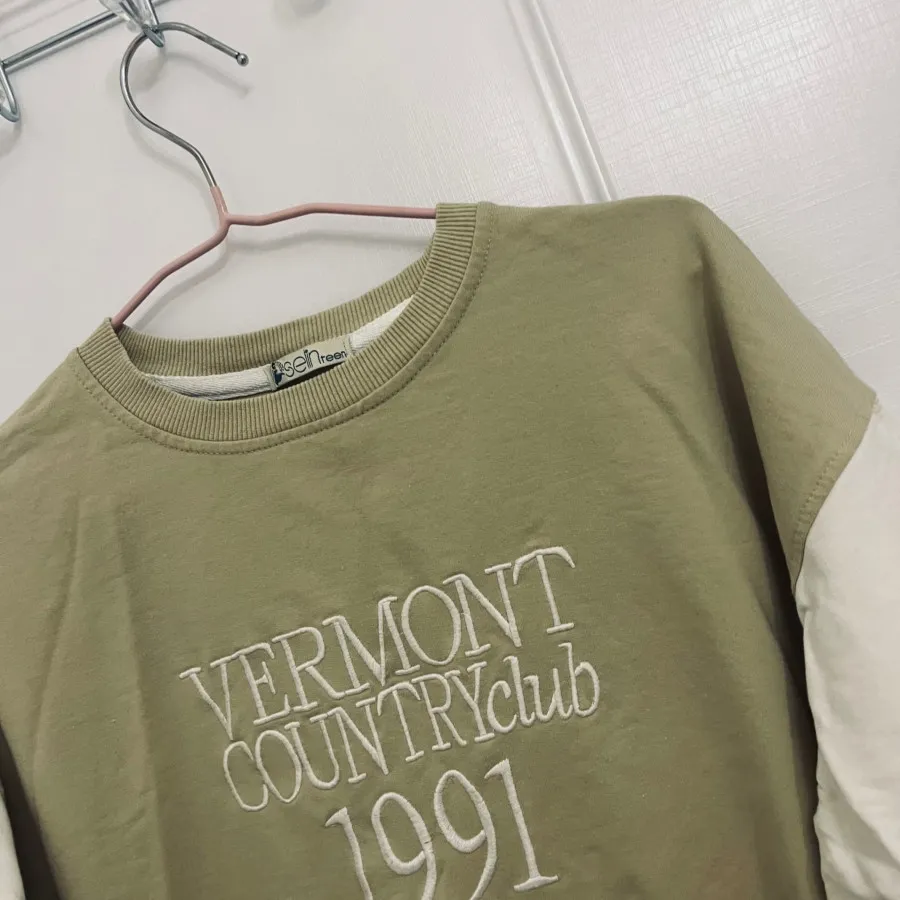 selin teen
VERMONT
COUNTRYclub
1991